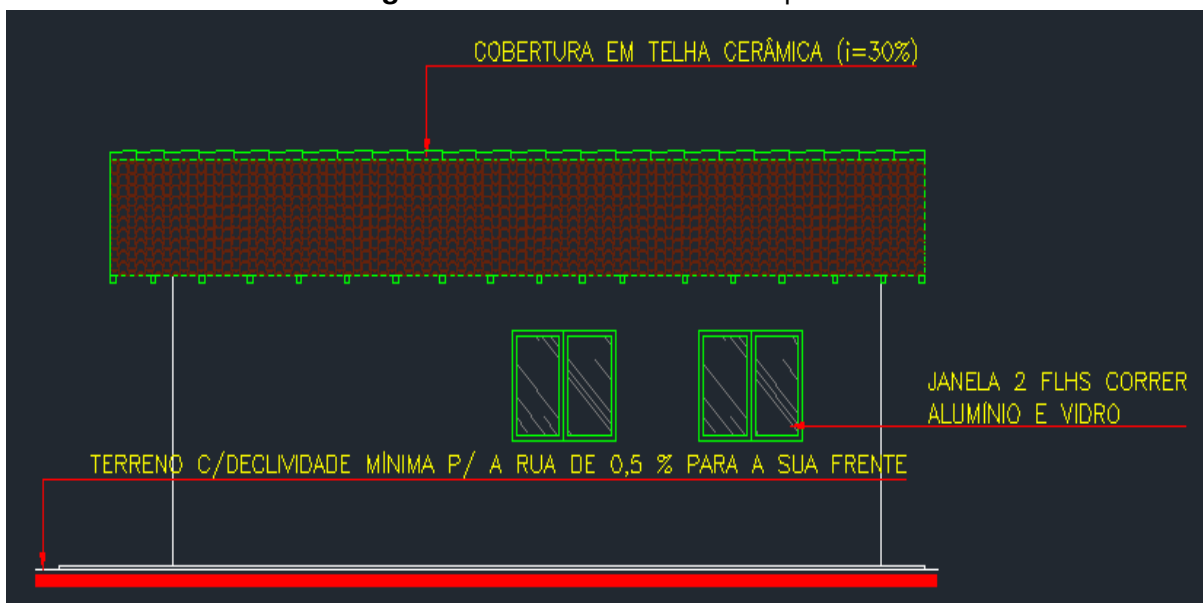 COBERTURA EM TELHA CERÂMICA (i=30%)
JANELA 2 FLHS CORRER
ALUMÍNIO E VIDRO
TERRENO C/DECLIVIDADE MÍNIMA P/ A RUA DE 0,5 % PARA A SUA FRENTE